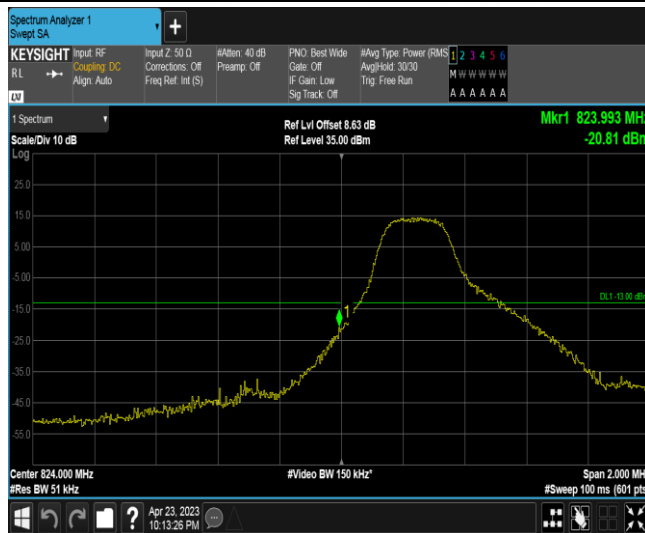 Spectrum Analyzer 1
Swept SA
KEYSIGHT
RL
Input: RF
Coupling: DC
Align: Auto
Input Z: 50 Ω
Corrections: Off
Freq Ref: Int (S)
#Atten: 40 dB
Preamp: Off
PNO: Best Wide
Gate: Off
IF Gain: Low
Sig Track: Off
#Avg Type: Power (RMS
Avg|Hold: 30/30
Trig: Free Run
1 2 3 4 5 6
M W W W W W
A A A A A A
1 Spectrum
Scale/Div 10 dB
Log
Ref Lvl Offset 8.63 dB
Ref Level 35.00 dBm
Mkr1 823.993 MHz
-20.81 dBm
25.0
15.0
5.00
-5.00
-15.0
-25.0
-35.0
-45.0
-55.0
1
DL1 -13.00 dBm
Center 824.000 MHz
#Res BW 51 kHz
#Video BW 150 kHz*
Span 2.000 MHz
#Sweep 100 ms (601 pts)
?
Apr 23, 2023
10:13:26 PM